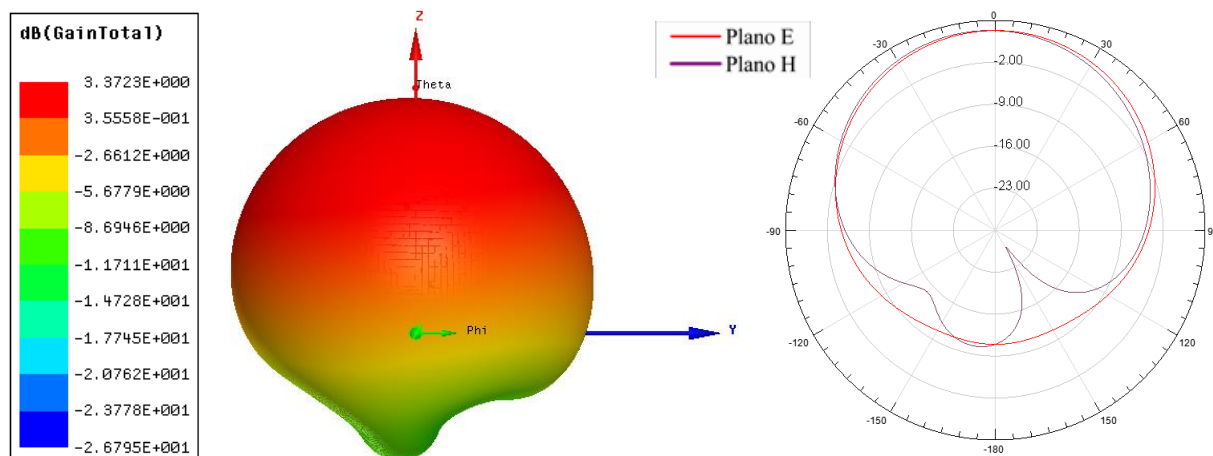 dB(GainTotal)
3.3723E+000
3.5558E-001
-2.6612E+000
-5.6779E+000
-8.6946E+000
-1.1711E+001
-1.4728E+001
-1.7745E+001
-2.0762E+001
-2.3778E+001
-2.6795E+001
Z
Theta
Phi
Y
Plano E
Plano H
0
-30
30
-2.00
-9.00
-60
60
-16.00
-23.00
-90
9
-120
120
-150
150
-180